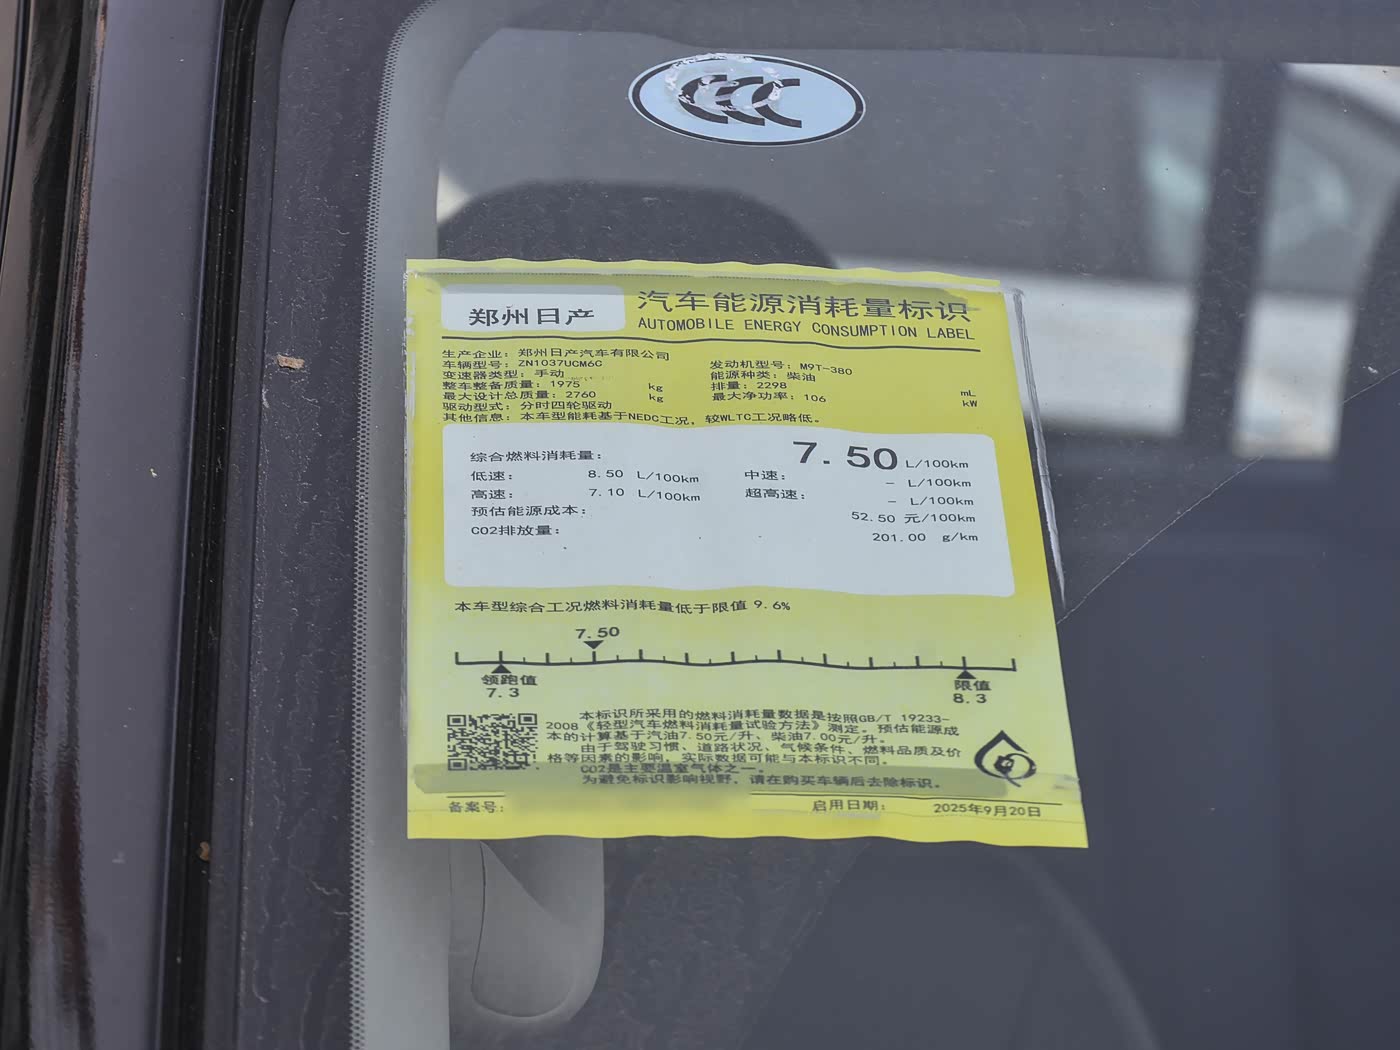 CCC
郑州日产
汽车能源消耗量标识
AUTOMOBILE ENERGY CONSUMPTION LABEL
生产企业：郑州日产汽车有限公司
车辆型号：ZN1037UCM6C 发动机型号：M9T-380
变速器类型：手动 能源种类：柴油
整车整备质量：1975 kg 排量：2298 mL
最大设计总质量：2760 kg 最大净功率：106 kW
驱动型式：分时四轮驱动
其他信息：本车型能耗基于NEDC工况，较WLTC工况略低。
综合燃料消耗量： 7.50 L/100km
低速： 8.50 L/100km 中速： － L/100km
高速： 7.10 L/100km 超高速： － L/100km
预估能源成本： 52.50 元/100km
CO2排放量： 201.00 g/km
本车型综合工况燃料消耗量低于限值 9.6%
7.50
领跑值 限值
7.3 8.3
本标识所采用的燃料消耗量数据是按照GB/T 19233-
2008《轻型汽车燃料消耗量试验方法》测定。预估能源成
本的计算基于汽油7.50元/升、柴油7.00元/升。
由于驾驶习惯、道路状况、气候条件、燃料品质及价
格等因素的影响，实际数据可能与本标识不同。
CO2是主要温室气体之一。
为避免标识影响视野，请在购买车辆后去除标识。
备案号： 启用日期： 2025年9月20日